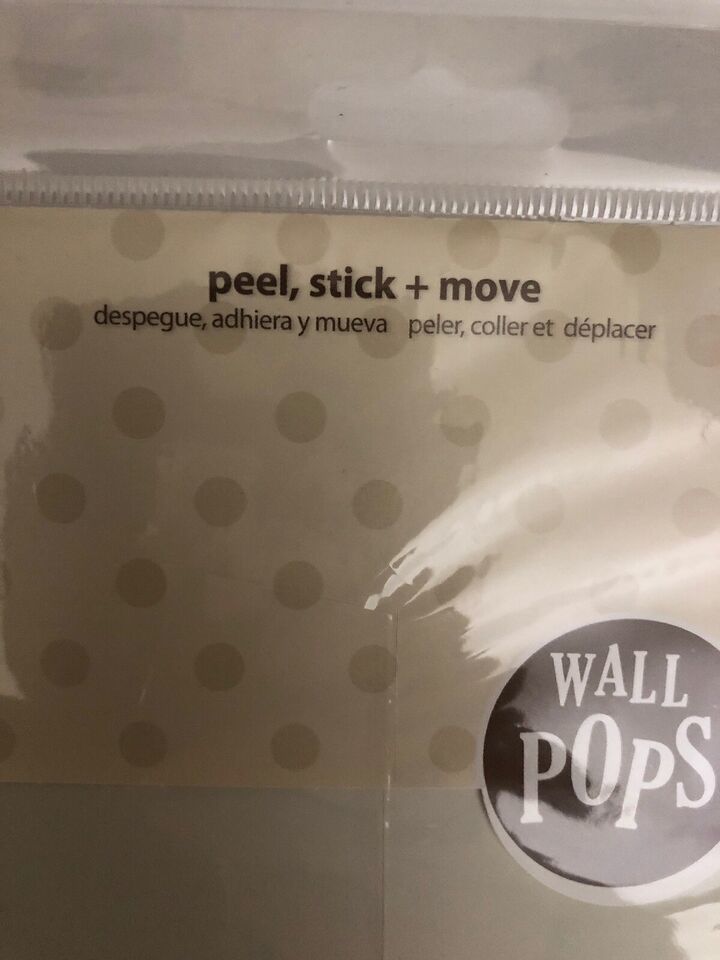 peel, stick + move
despegue, adhiera y mueva peler, coller et déplacer
WALL
POPS